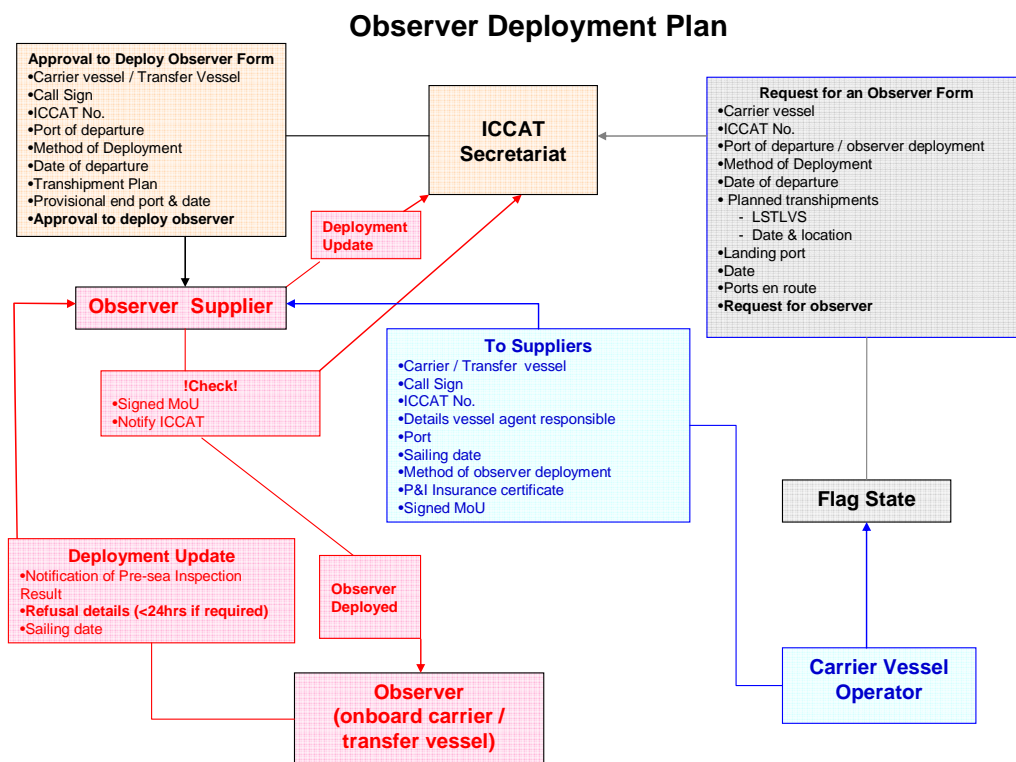 Observer Deployment Plan
Approval to Deploy Observer Form
•Carrier vessel / Transfer Vessel
•Call Sign
•ICCAT No.
•Port of departure
•Method of Deployment
•Date of departure
•Transhipment Plan
•Provisional end port & date
•Approval to deploy observer
ICCAT
Secretariat
Request for an Observer Form
•Carrier vessel
•ICCAT No.
•Port of departure / observer deployment
•Method of Deployment
•Date of departure
• Planned transhipments
- LSTLVS
- Date & location
•Landing port
•Date
•Ports en route
•Request for observer
Deployment
Update
Observer Supplier
To Suppliers
•Carrier / Transfer vessel
•Call Sign
•ICCAT No.
•Details vessel agent responsible
•Port
•Sailing date
•Method of observer deployment
•P&I Insurance certificate
•Signed MoU
!Check!
•Signed MoU
•Notify ICCAT
Flag State
Deployment Update
•Notification of Pre-sea Inspection
Result
•Refusal details (<24hrs if required)
•Sailing date
Observer
Deployed
Carrier Vessel
Operator
Observer
(onboard carrier /
transfer vessel)